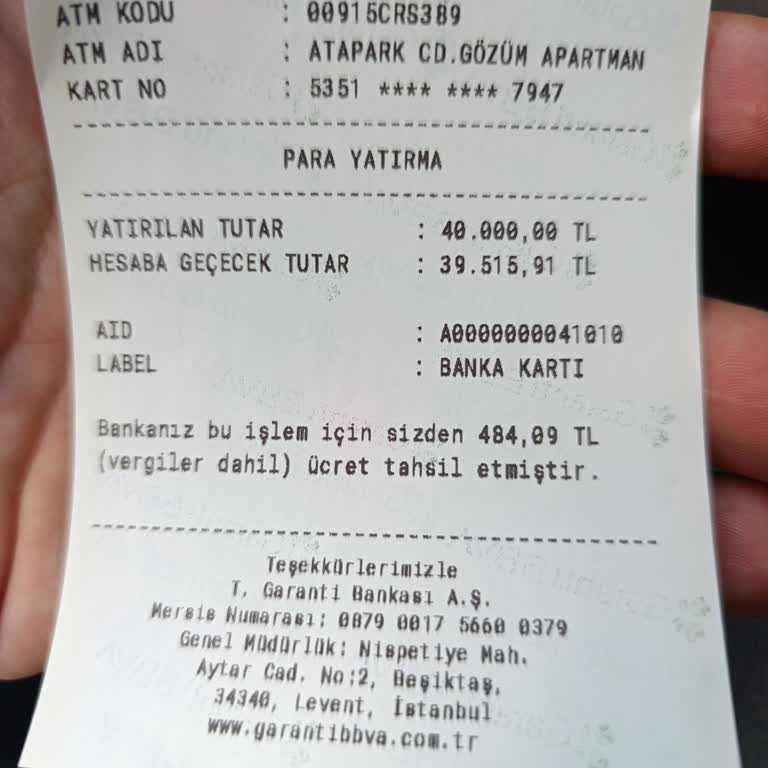 ATM KODU : 00915CRS389
ATM ADI : ATAPARK CD.GÖZÜM APARTMAN
KART NO : 5351 **** **** 7947
PARA YATIRMA
YATIRILAN TUTAR : 40.000,00 TL
HESABA GEÇECEK TUTAR : 39.515,91 TL
AID : A0000000041010
LABEL : BANKA KARTI
Bankanız bu işlem için sizden 484,09 TL
(vergiler dahil) ücret tahsil etmiştir.
Teşekkürlerimizle
T. Garanti Bankası A.Ş.
Mersis Numarası: 0879 0017 5660 0379
Genel Müdürlük: Nispetiye Mah.
Aytar Cad. No:2, Beşiktaş,
34340, Levent, İstanbul
www.garantibbva.com.tr